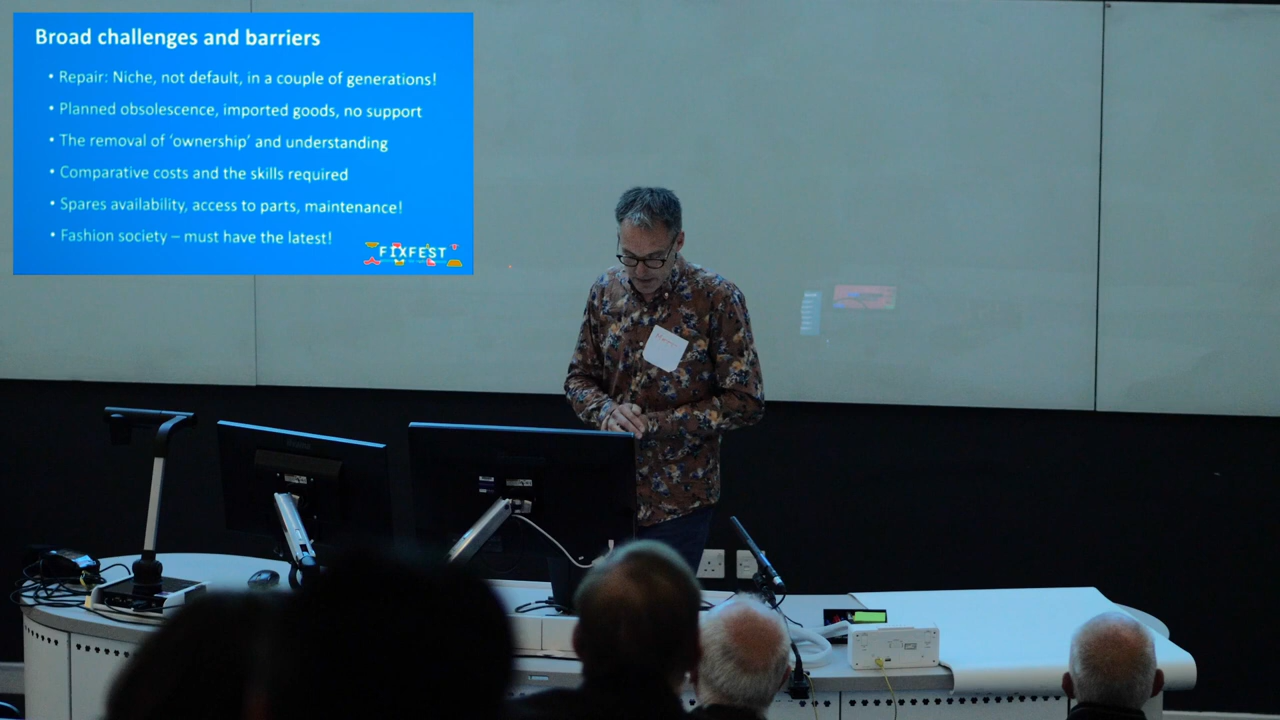 Broad challenges and barriers
• Repair: Niche, not default, in a couple of generations!
• Planned obsolescence, imported goods, no support
• The removal of ‘ownership’ and understanding
• Comparative costs and the skills required
• Spares availability, access to parts, maintenance!
• Fashion society – must have the latest!
FIXFEST